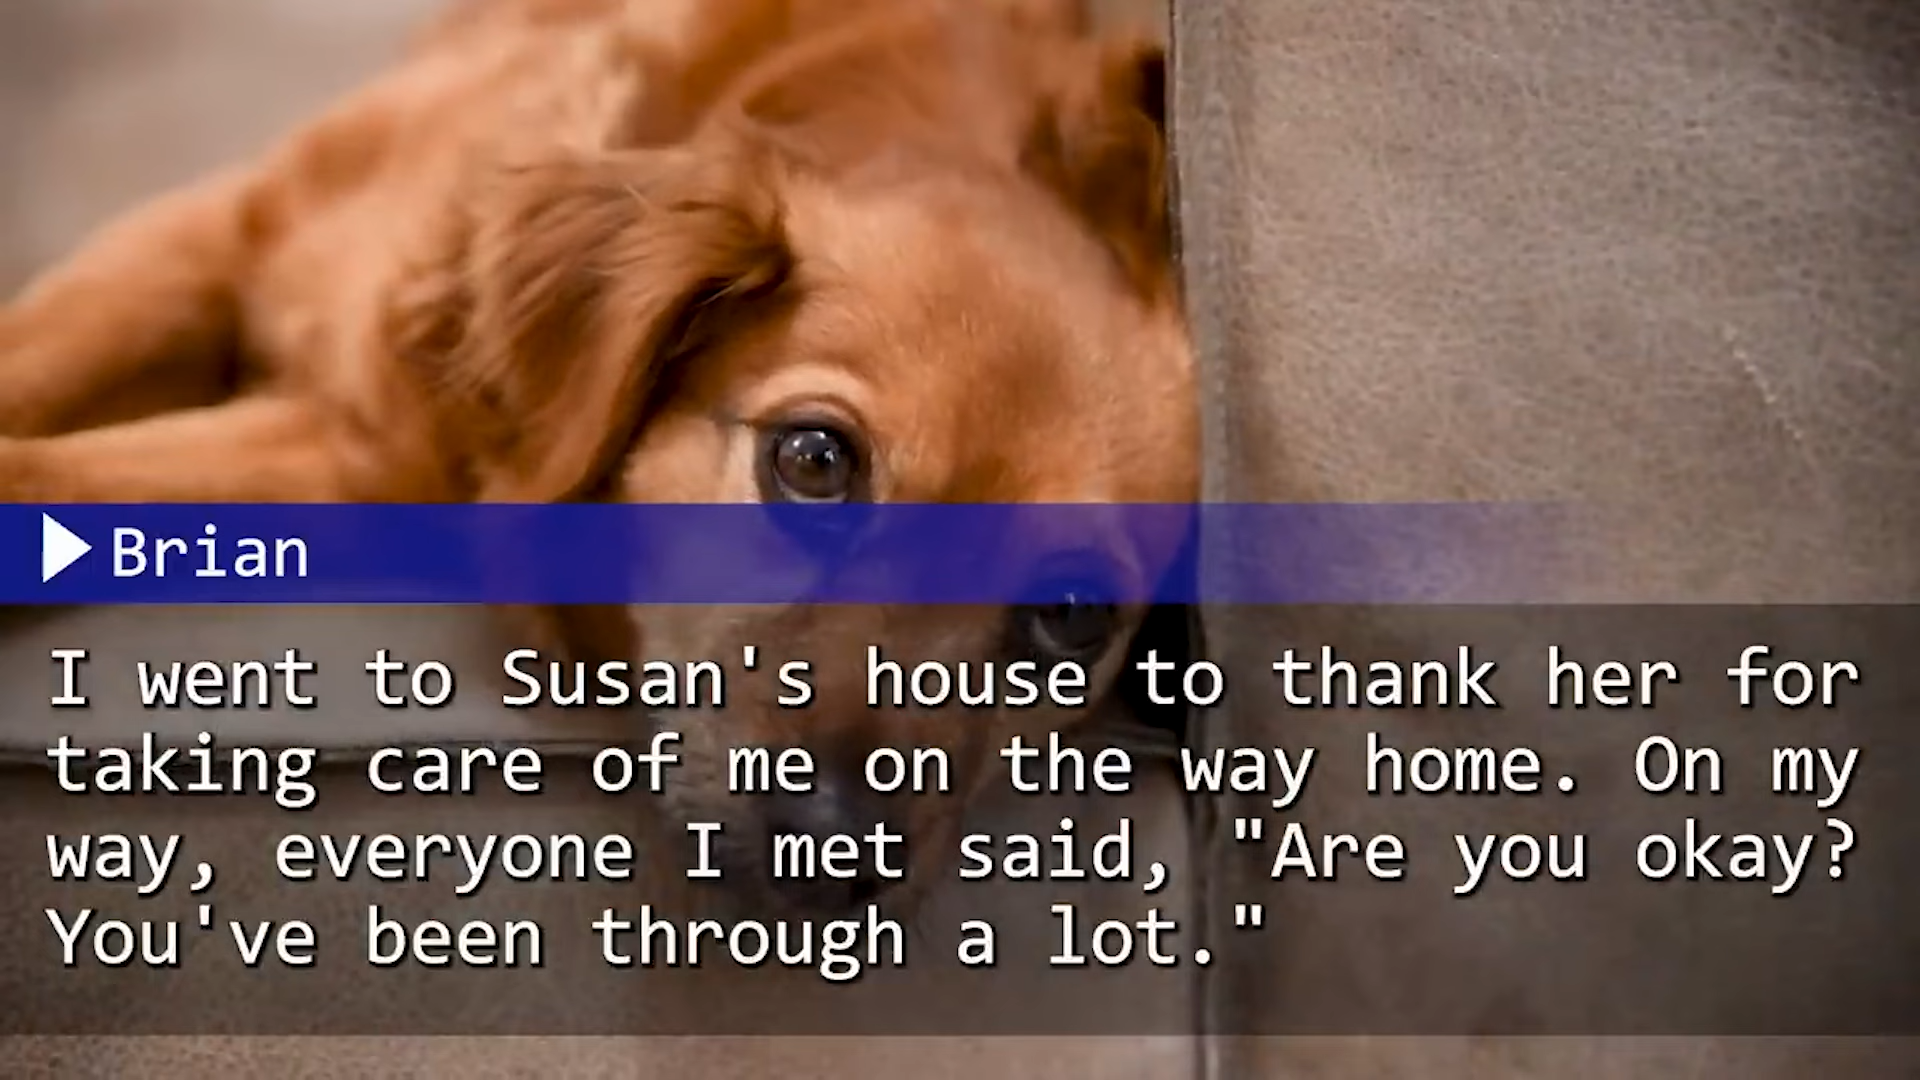 Brian
I went to Susan's house to thank her for
taking care of me on the way home. On my
way, everyone I met said, "Are you okay?
You've been through a lot."